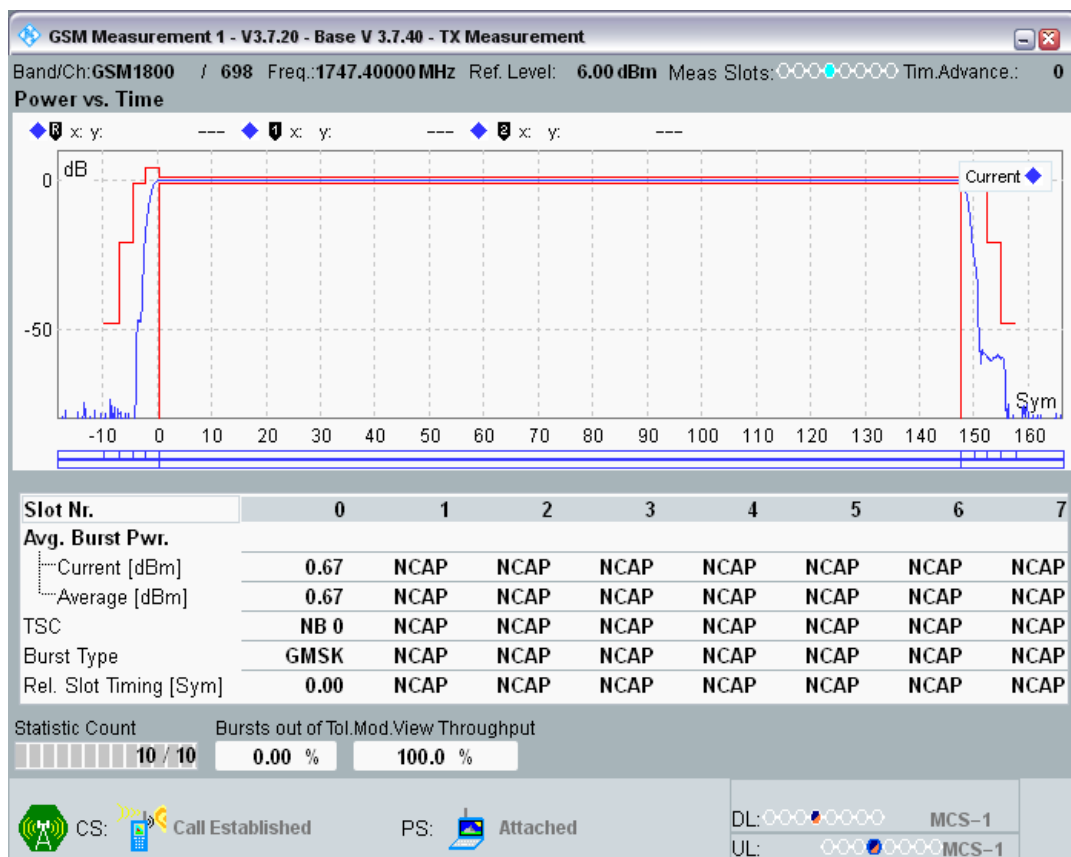 GSM Measurement 1 - V3.7.20 - Base V 3.7.40 - TX Measurement
Band/Ch:GSM1800 / 698 Freq.:1747.40000 MHz Ref. Level: 6.00 dBm Meas Slots: Tim.Advance.: 0
Power vs. Time
R x: y: --- 1 x: y: --- 2 x: y: ---
dB
Current
0
-50
Sym
-10 0 10 20 30 40 50 60 70 80 90 100 110 120 130 140 150 160
Slot Nr. 0 1 2 3 4 5 6 7
Avg. Burst Pwr.
Current [dBm] 0.67 NCAP NCAP NCAP NCAP NCAP NCAP NCAP
Average [dBm] 0.67 NCAP NCAP NCAP NCAP NCAP NCAP NCAP
TSC NB 0 NCAP NCAP NCAP NCAP NCAP NCAP NCAP
Burst Type GMSK NCAP NCAP NCAP NCAP NCAP NCAP NCAP
Rel. Slot Timing [Sym] 0.00 NCAP NCAP NCAP NCAP NCAP NCAP NCAP
Statistic Count Bursts out of Tol.Mod.View Throughput
10 / 10 0.00 % 100.0 %
CS: Call Established PS: Attached
DL: MCS-1
UL: MCS-1